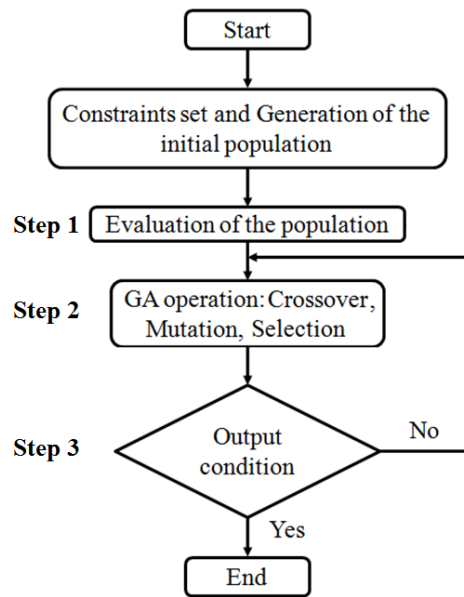 Start
Constraints set and Generation of the
initial population
Step 1
Evaluation of the population
Step 2
GA operation: Crossover,
Mutation, Selection
Step 3
Output
condition
No
Yes
End